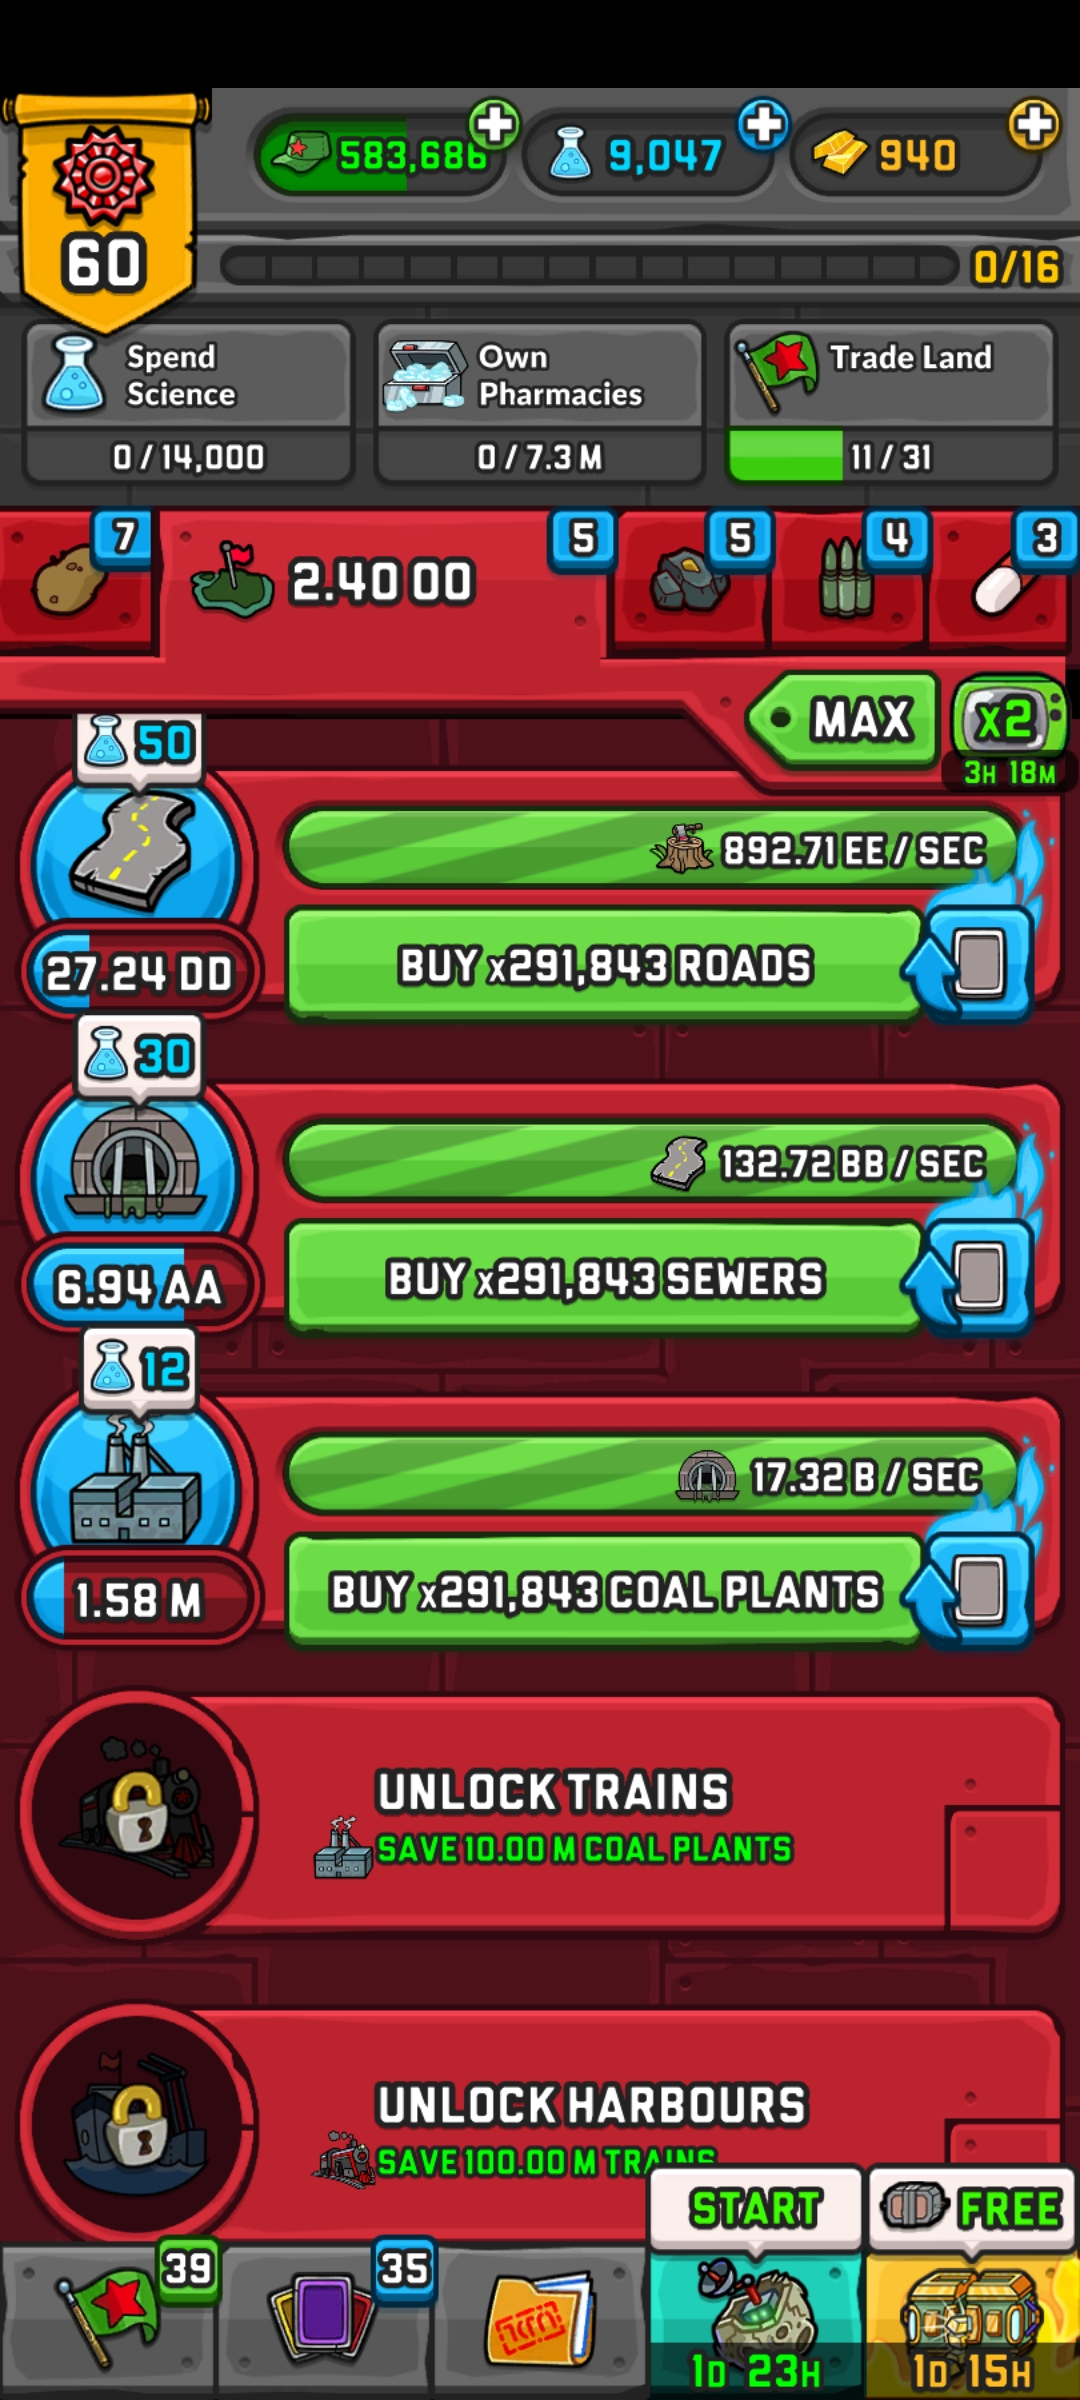 583,686
9,047
940
60
0/16
Spend
Science
0/14,000
Own
Pharmacies
0/7.3 M
Trade Land
11/31
7
2.40 OO
5
5
4
3
MAX
x2
3H 18M
50
892.71 EE/SEC
27.24 DD
BUY x291,843 ROADS
30
132.72 BB/SEC
6.94 AA
BUY x291,843 SEWERS
12
17.32 B/SEC
1.58 M
BUY x291,843 COAL PLANTS
UNLOCK TRAINS
SAVE 10.00 M COAL PLANTS
UNLOCK HARBOURS
SAVE 100.00 M TRAINS
START
FREE
39
35
1D 23H
1D 15H